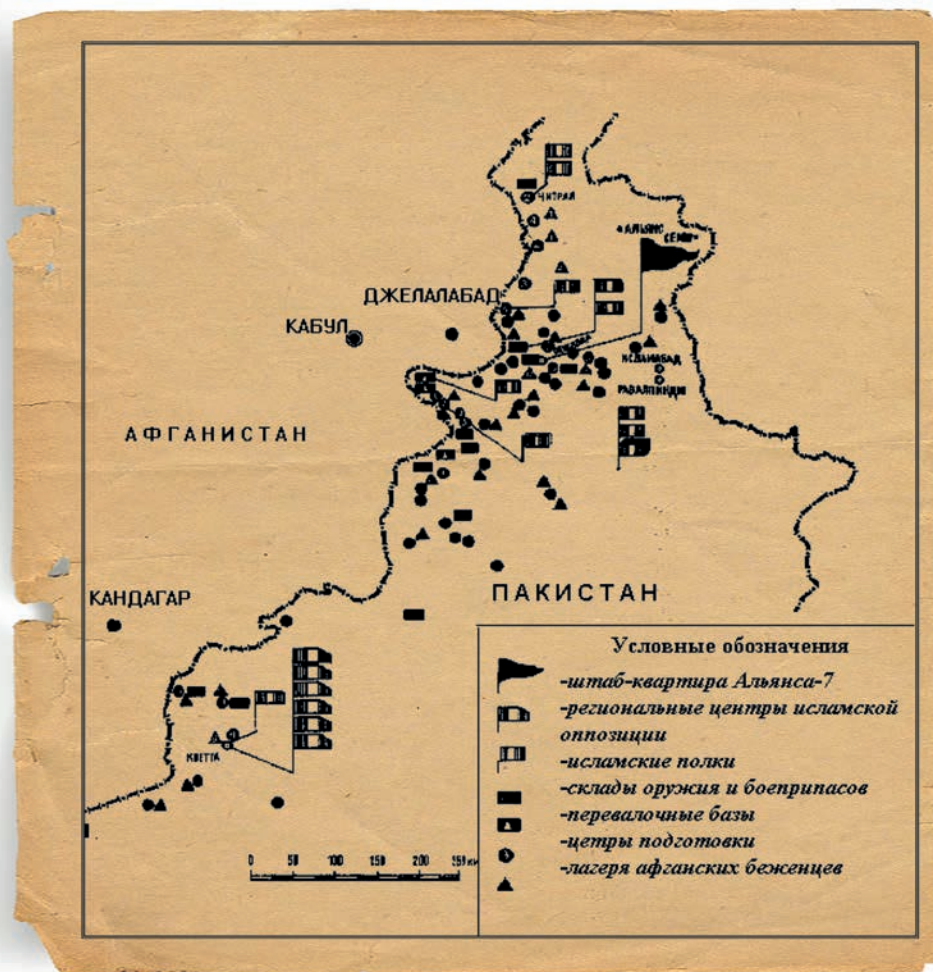 ЧИТРАЛ
«АЛЬЯНС
СЕМИ»
ДЖЕЛАЛАБАД
КАБУЛ
ИСЛАМАБАД
РАВАЛПИНДИ
АФГАНИСТАН
ПАКИСТАН
КАНДАГАР
КВЕТТА
0 50 100 150 200 250 км
Условные обозначения
-штаб-квартира Альянса-7
-региональные центры исламской
оппозиции
-исламские полки
-склады оружия и боеприпасов
-перевалочные базы
-цетры подготовки
-лагеря афганских беженцев